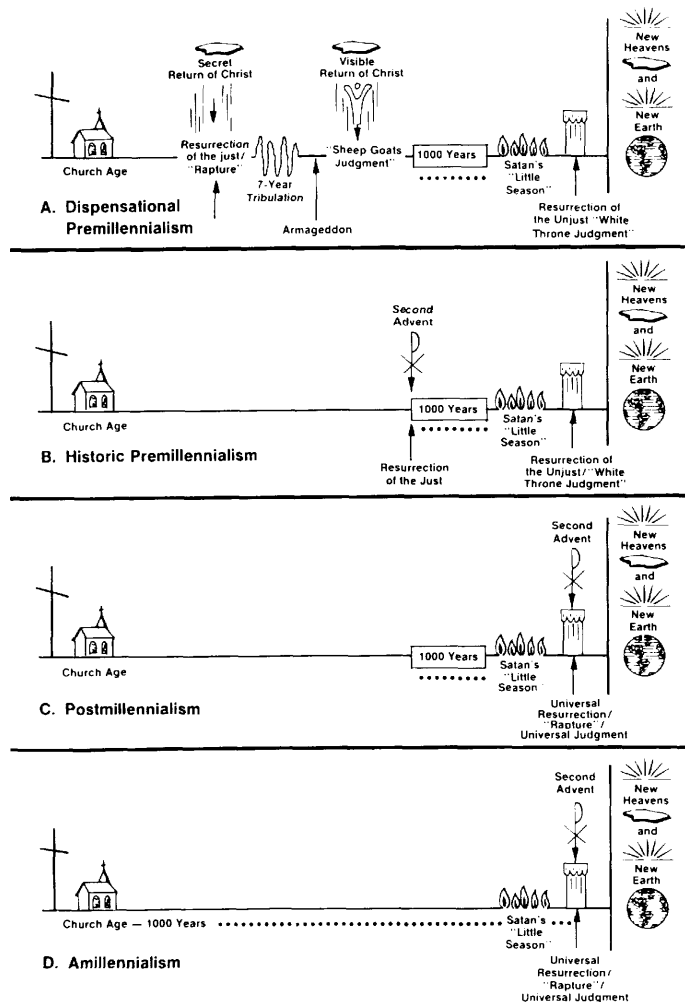 Secret
Return of Christ
Visible
Return of Christ
New
Heavens
and
New
Earth
Church Age
Resurrection
of the just/
"Rapture"
7-Year
Tribulation
Armageddon
"Sheep Goats
Judgment"
1000 Years
Satan's
"Little
Season"
Resurrection of
the Unjust "White
Throne Judgment"
A. Dispensational
Premillennialism
Second
Advent
New
Heavens
and
New
Earth
Church Age
1000 Years
Satan's
"Little
Season"
Resurrection
of the Just
Resurrection of
the Unjust/"White
Throne Judgment"
B. Historic Premillennialism
Second
Advent
New
Heavens
and
New
Earth
Church Age
1000 Years
Satan's
"Little
Season"
Universal
Resurrection/
"Rapture"/
Universal Judgment
C. Postmillennialism
Second
Advent
New
Heavens
and
New
Earth
Church Age — 1000 Years
Satan's
"Little
Season"
Universal
Resurrection/
"Rapture"/
Universal Judgment
D. Amillennialism